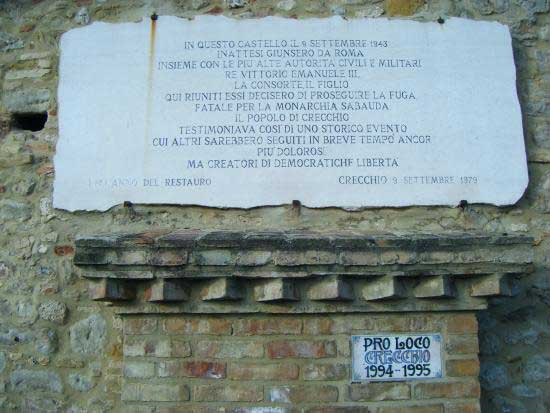 IN QUESTO CASTELLO IL 9 SETTEMBRE 1943
INATTESI GIUNSERO DA ROMA
INSIEME CON LE PIU' ALTE AUTORITA' CIVILI E MILITARI
RE VITTORIO EMANUELE III,
LA CONSORTE, IL FIGLIO
QUI RIUNITI ESSI DECISERO DI PROSEGUIRE LA FUGA,
FATALE PER LA MONARCHIA SABAUDA.
IL POPOLO DI CRECCHIO
TESTIMONIAVA COSI DI UNO STORICO EVENTO
CUI ALTRI SAREBBERO SEGUITI IN BREVE TEMPO ANCOR
PIU' DOLOROSI
MA CREATORI DI DEMOCRATICHE LIBERTA'
ANNO DEL RESTAURO CRECCHIO 9 SETTEMBRE 1979
PRO LOCO
CRECCHIO
1994-1995